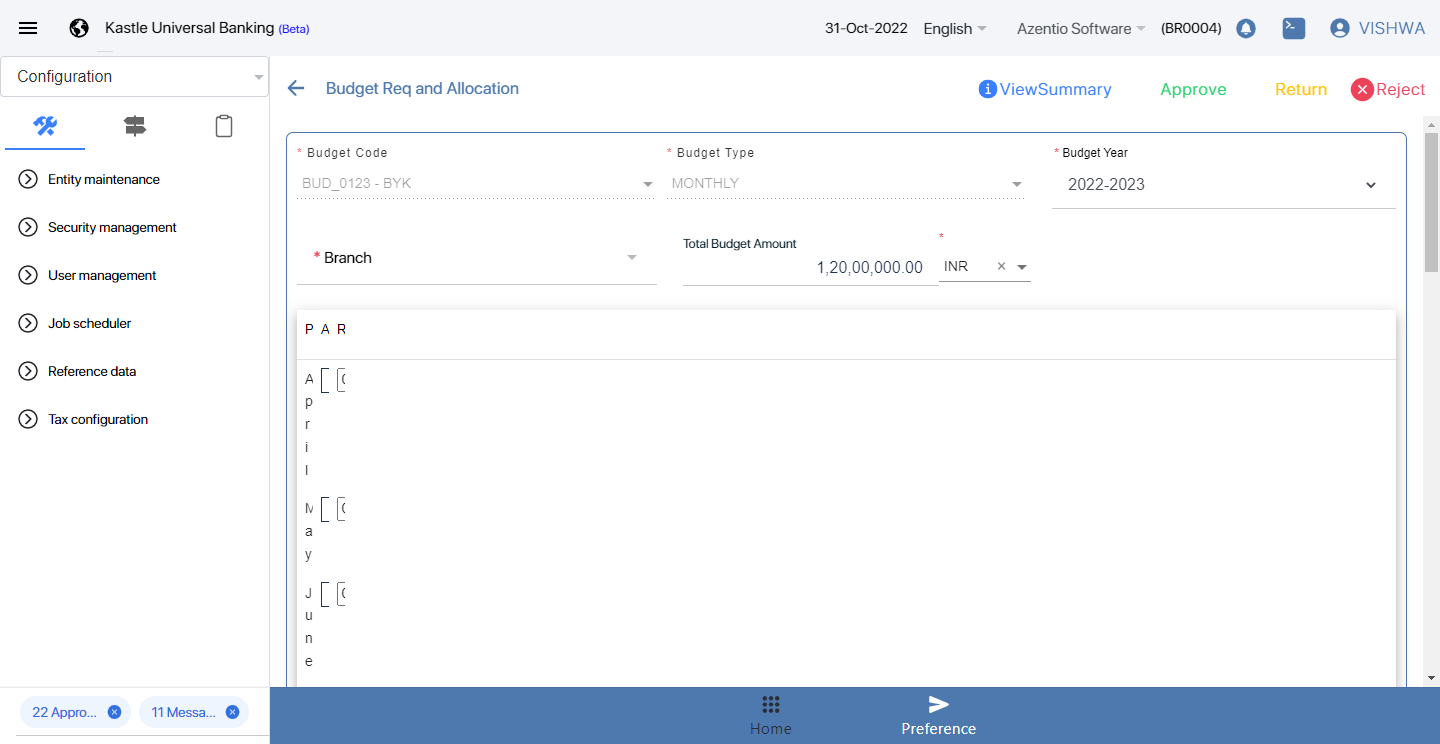 Kastle Universal Banking (Beta)
31-Oct-2022 English Azentio Software (BR0004) VISHWA
Configuration
Entity maintenance
Security management
User management
Job scheduler
Reference data
Tax configuration
22 Appro...
11 Messa...
Budget Req and Allocation
ViewSummary Approve Return Reject
* Budget Code
BUD_0123 - BYK
* Budget Type
MONTHLY
* Budget Year
2022-2023
* Branch
Total Budget Amount
1,20,00,000.00
*
INR
P A R
April
May
June
Home
Preference